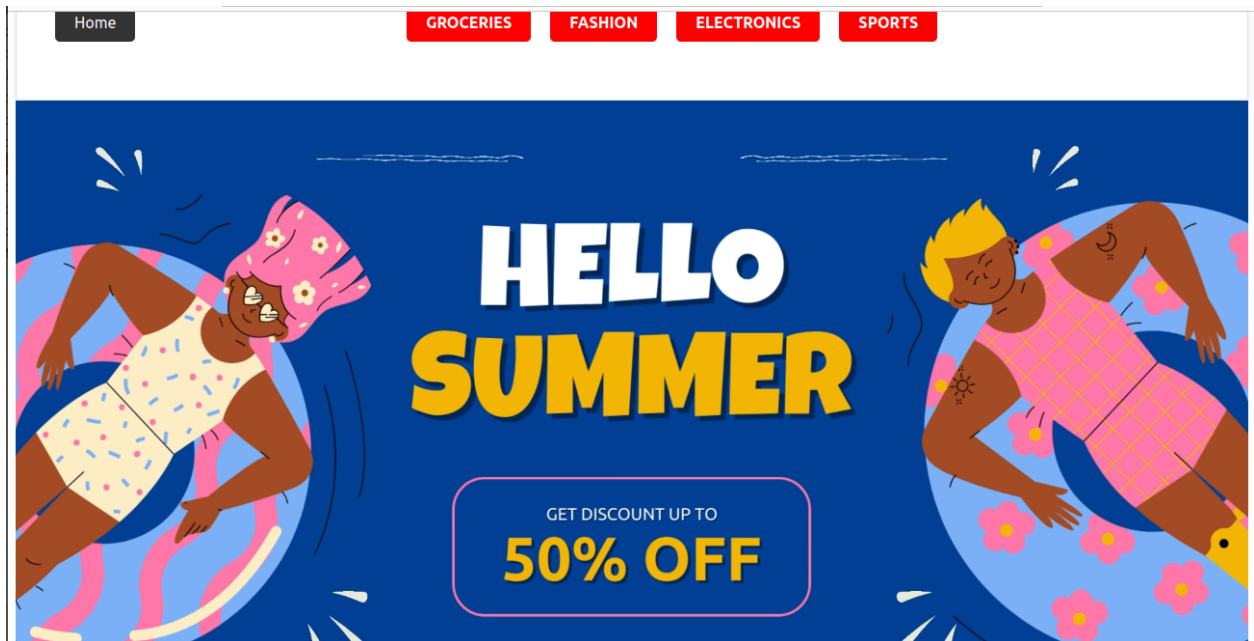 Home GROCERIES FASHION ELECTRONICS SPORTS
HELLO
SUMMER
GET DISCOUNT UP TO
50% OFF